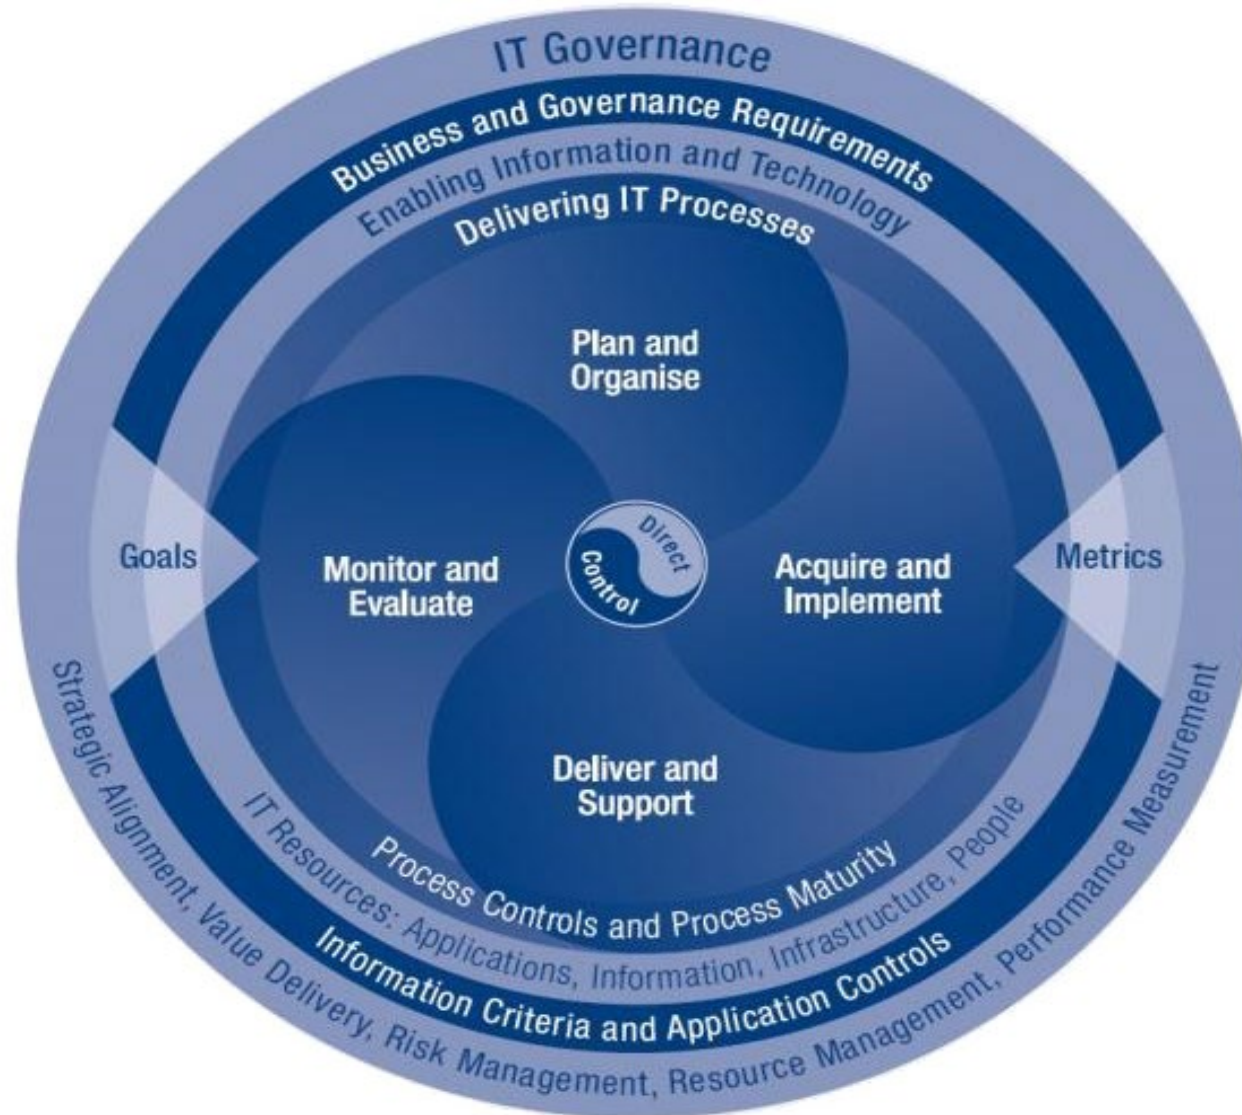 IT Governance
Business and Governance Requirements
Enabling Information and Technology
Delivering IT Processes
Plan and
Organise
Goals
Monitor and
Evaluate
Direct
Control
Acquire and
Implement
Metrics
Deliver and
Support
Process Controls and Process Maturity
IT Resources: Applications, Information, Infrastructure, People
Information Criteria and Application Controls
Strategic Alignment, Value Delivery, Risk Management, Resource Management, Performance Measurement